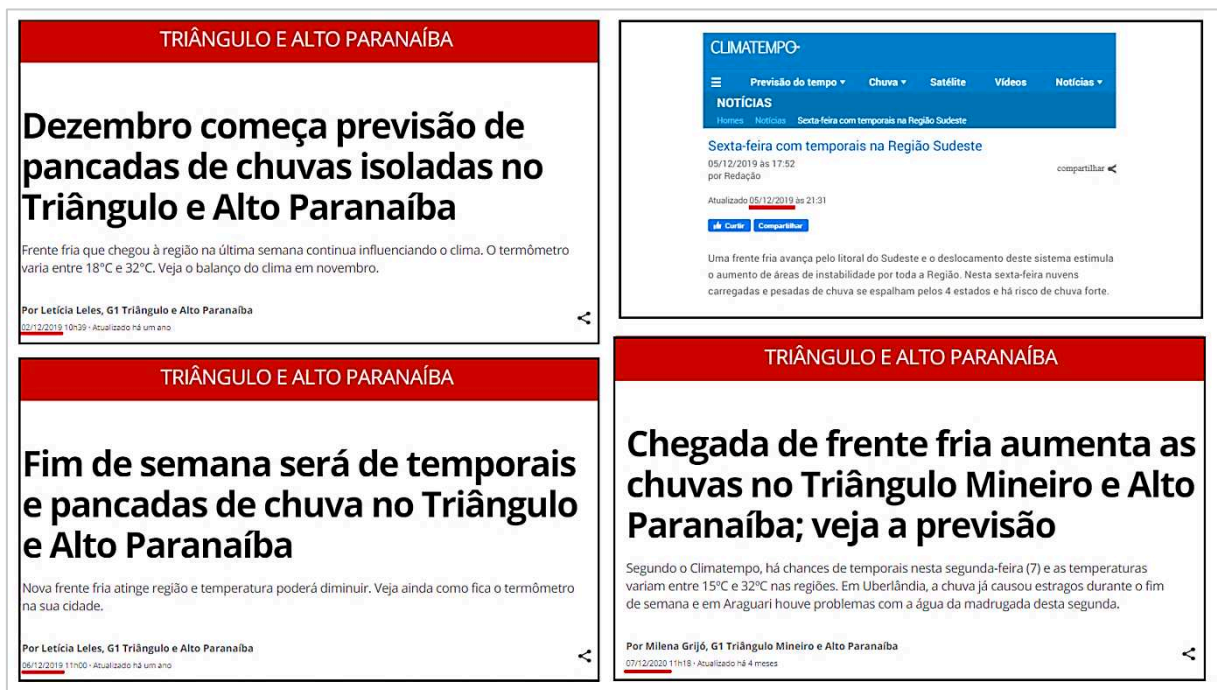 TRIÂNGULO E ALTO PARANAÍBA
Dezembro começa previsão de
pancadas de chuvas isoladas no
Triângulo e Alto Paranaíba
Frente fria que chegou à região na última semana continua influenciando o clima. O termômetro
varia entre 18°C e 32°C. Veja o balanço do clima em novembro.
Por Letícia Leles, G1 Triângulo e Alto Paranaíba
02/12/2019 10h39 · Atualizado há um ano
CLIMATEMPO
Previsão do tempo Chuva Satélite Vídeos Notícias
NOTÍCIAS
Homes Notícias Sexta-feira com temporais na Região Sudeste
Sexta-feira com temporais na Região Sudeste
05/12/2019 às 17:52
por Redação
compartilhar
Atualizado 05/12/2019 às 21:31
Curtir Compartilhar
Uma frente fria avança pelo litoral do Sudeste e o deslocamento deste sistema estimula
o aumento de áreas de instabilidade por toda a Região. Nesta sexta-feira nuvens
carregadas e pesadas de chuva se espalham pelos 4 estados e há risco de chuva forte.
TRIÂNGULO E ALTO PARANAÍBA
Fim de semana será de temporais
e pancadas de chuva no Triângulo
e Alto Paranaíba
Nova frente fria atinge região e temperatura poderá diminuir. Veja ainda como fica o termômetro
na sua cidade.
Por Letícia Leles, G1 Triângulo e Alto Paranaíba
06/12/2019 11h00 · Atualizado há um ano
TRIÂNGULO E ALTO PARANAÍBA
Chegada de frente fria aumenta as
chuvas no Triângulo Mineiro e Alto
Paranaíba; veja a previsão
Segundo o Climatempo, há chances de temporais nesta segunda-feira (7) e as temperaturas
variam entre 15ºC e 32ºC nas regiões. Em Uberlândia, a chuva já causou estragos durante o fim
de semana e em Araguari houve problemas com a água da madrugada desta segunda.
Por Milena Grijó, G1 Triângulo Mineiro e Alto Paranaíba
07/12/2020 11h18 · Atualizado há 4 meses